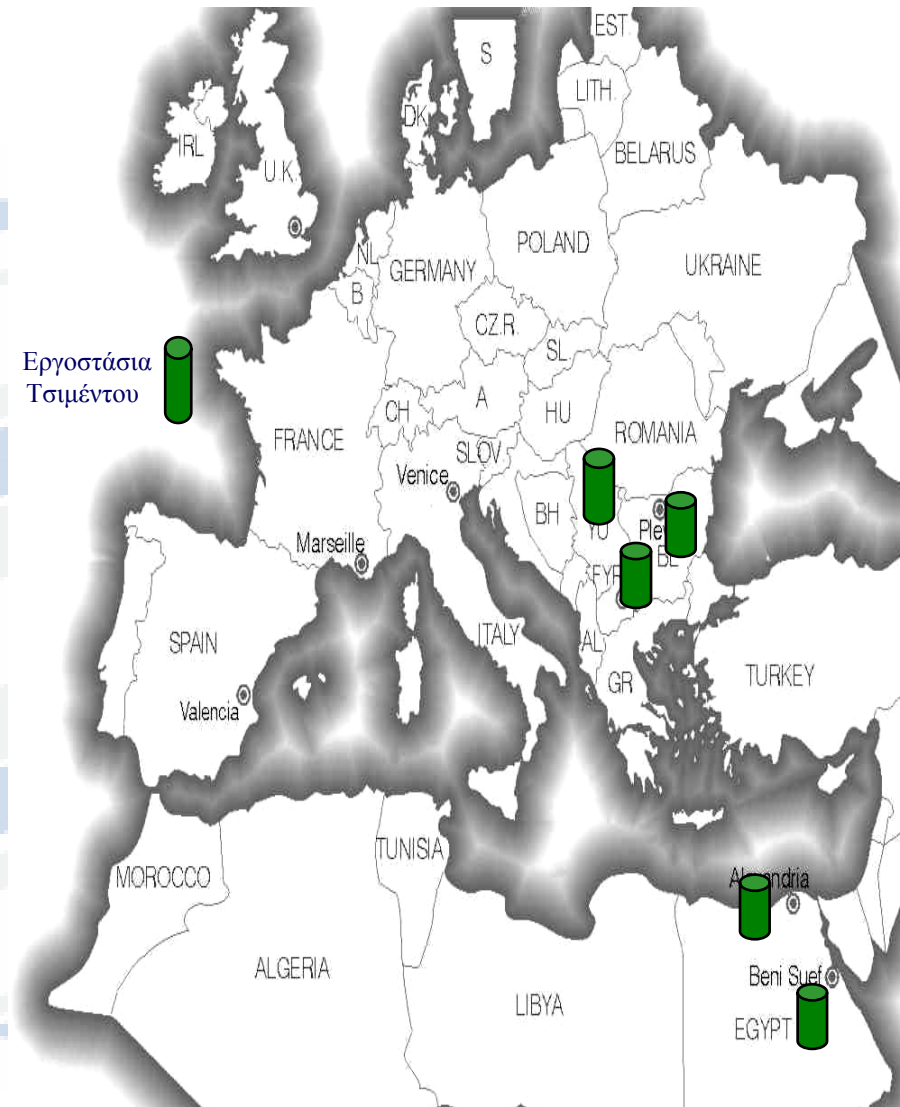 EST.
S
LITH.
DK
IRL
BELARUS
U.K.
POLAND
NL
GERMANY
UKRAINE
B
CZ.R.
Εργοστάσια
Τσιμέντου
SL.
A
CH
HU
FRANCE
ROMANIA
SLOV.
Venice
BH
YU
Marseille
ITALY
SPAIN
AL
TURKEY
GR
Valencia
TUNISIA
MOROCCO
ALGERIA
Beni Suef
LIBYA
EGYPT